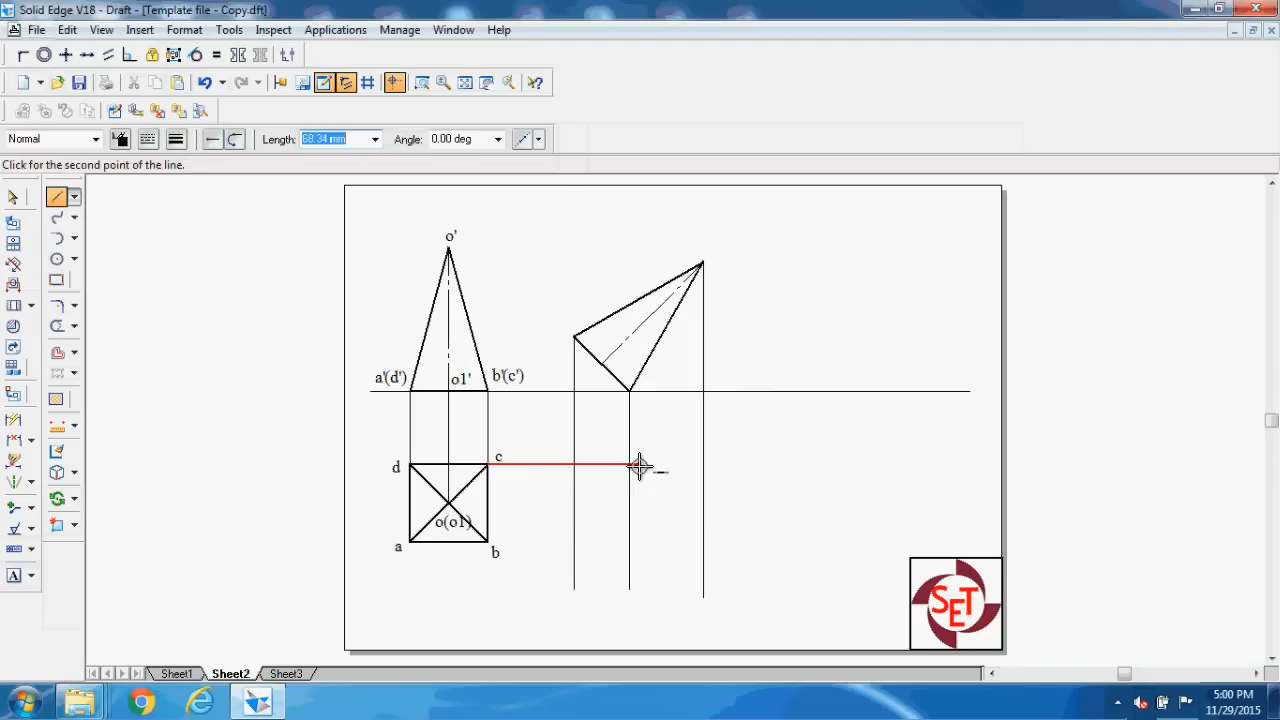 Solid Edge V18 - Draft - [Template file - Copy.dft]
File Edit View Insert Format Tools Inspect Applications Manage Window Help
Normal Length: 68.34 mm Angle: 0.00 deg
Click for the second point of the line.
o'
a'(d') o1' b'(c')
d c
o(o1)
a b
SET
Sheet1 Sheet2 Sheet3
5:00 PM
11/29/2015